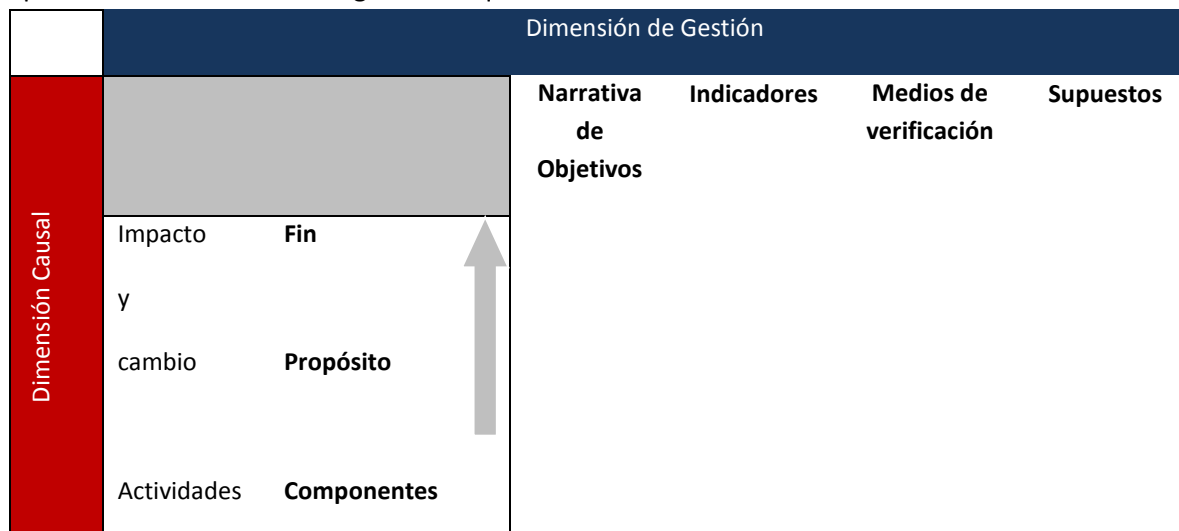 Dimensión de Gestión
Narrativa de Objetivos
Indicadores
Medios de verificación
Supuestos
Dimensión Causal
Impacto
Fin
y
cambio
Propósito
Actividades
Componentes